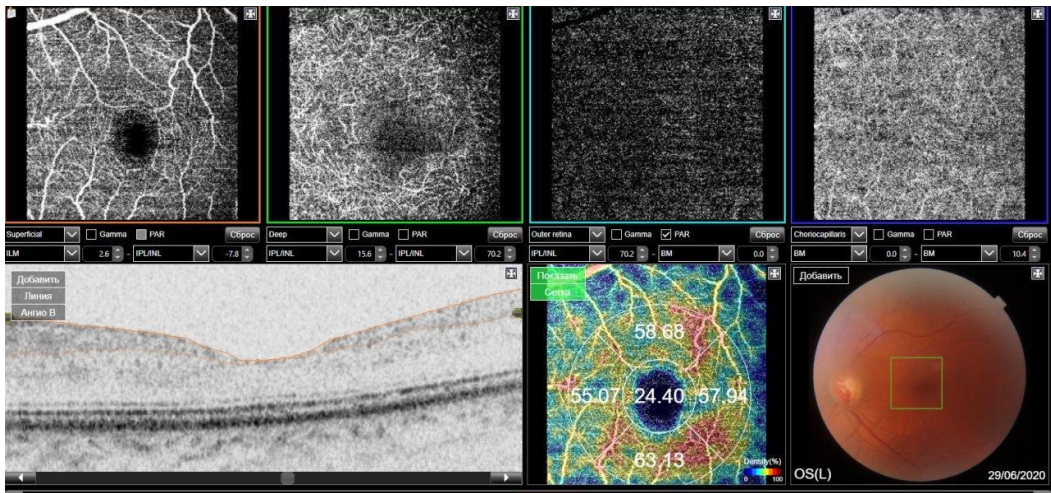 Superficial Gamma PAR Сброс
ILM 2.6 - IPL/INL -7.8
Deep Gamma PAR Сброс
IPL/INL 15.6 - IPL/INL 70.2
Outer retina Gamma PAR Сброс
IPL/INL 70.2 - BM 0.0
Choriocapillaris Gamma PAR Сброс
BM 0.0 - BM 10.4
Добавить
Линия
Ангио В
Показать
Сетка
58.68
55.07 24.40 57.94
63.13
Density(%)
0 100
Добавить
OS(L) 29/06/2020